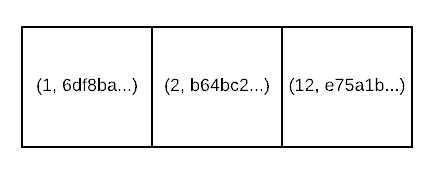 (1, 6df8ba...) (2, b64bc2...) (12, e75a1b...)